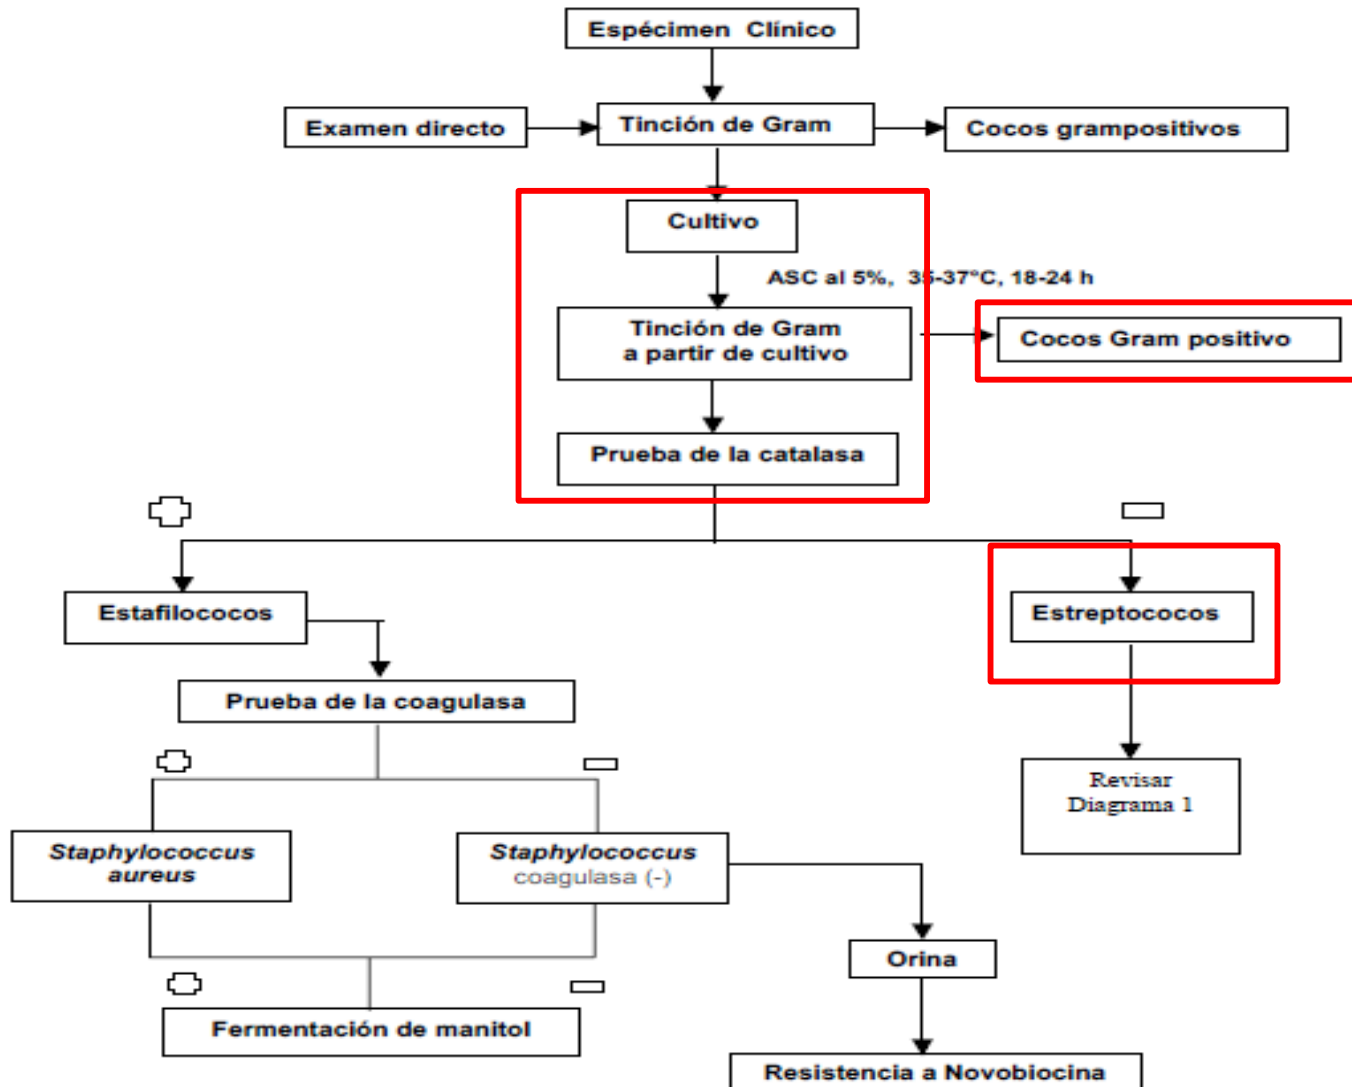 Espécimen Clínico
Examen directo
Tinción de Gram
Cocos grampositivos
Cultivo
ASC al 5%, 35-37°C, 18-24 h
Tinción de Gram
a partir de cultivo
Cocos Gram positivo
Prueba de la catalasa
Estafilococos
Estreptococos
Prueba de la coagulasa
Revisar
Diagrama 1
Staphylococcus
aureus
Staphylococcus
coagulasa (-)
Orina
Fermentación de manitol
Resistencia a Novobiocina